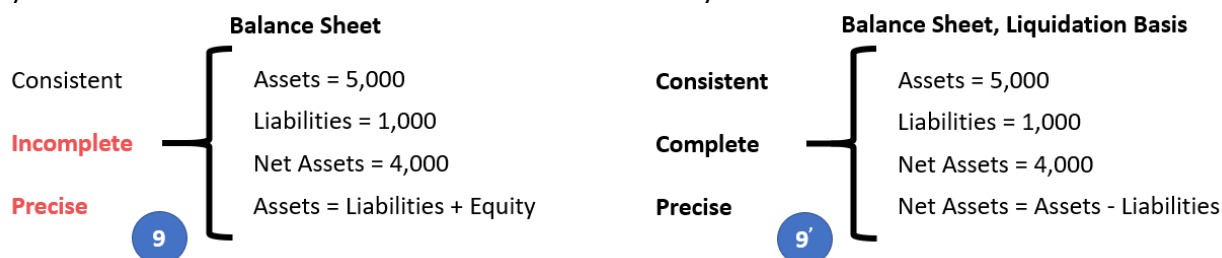 Balance Sheet
Consistent
Incomplete
Precise
Assets = 5,000
Liabilities = 1,000
Net Assets = 4,000
Assets = Liabilities + Equity
9
Balance Sheet, Liquidation Basis
Consistent
Complete
Precise
Assets = 5,000
Liabilities = 1,000
Net Assets = 4,000
Net Assets = Assets - Liabilities
9′